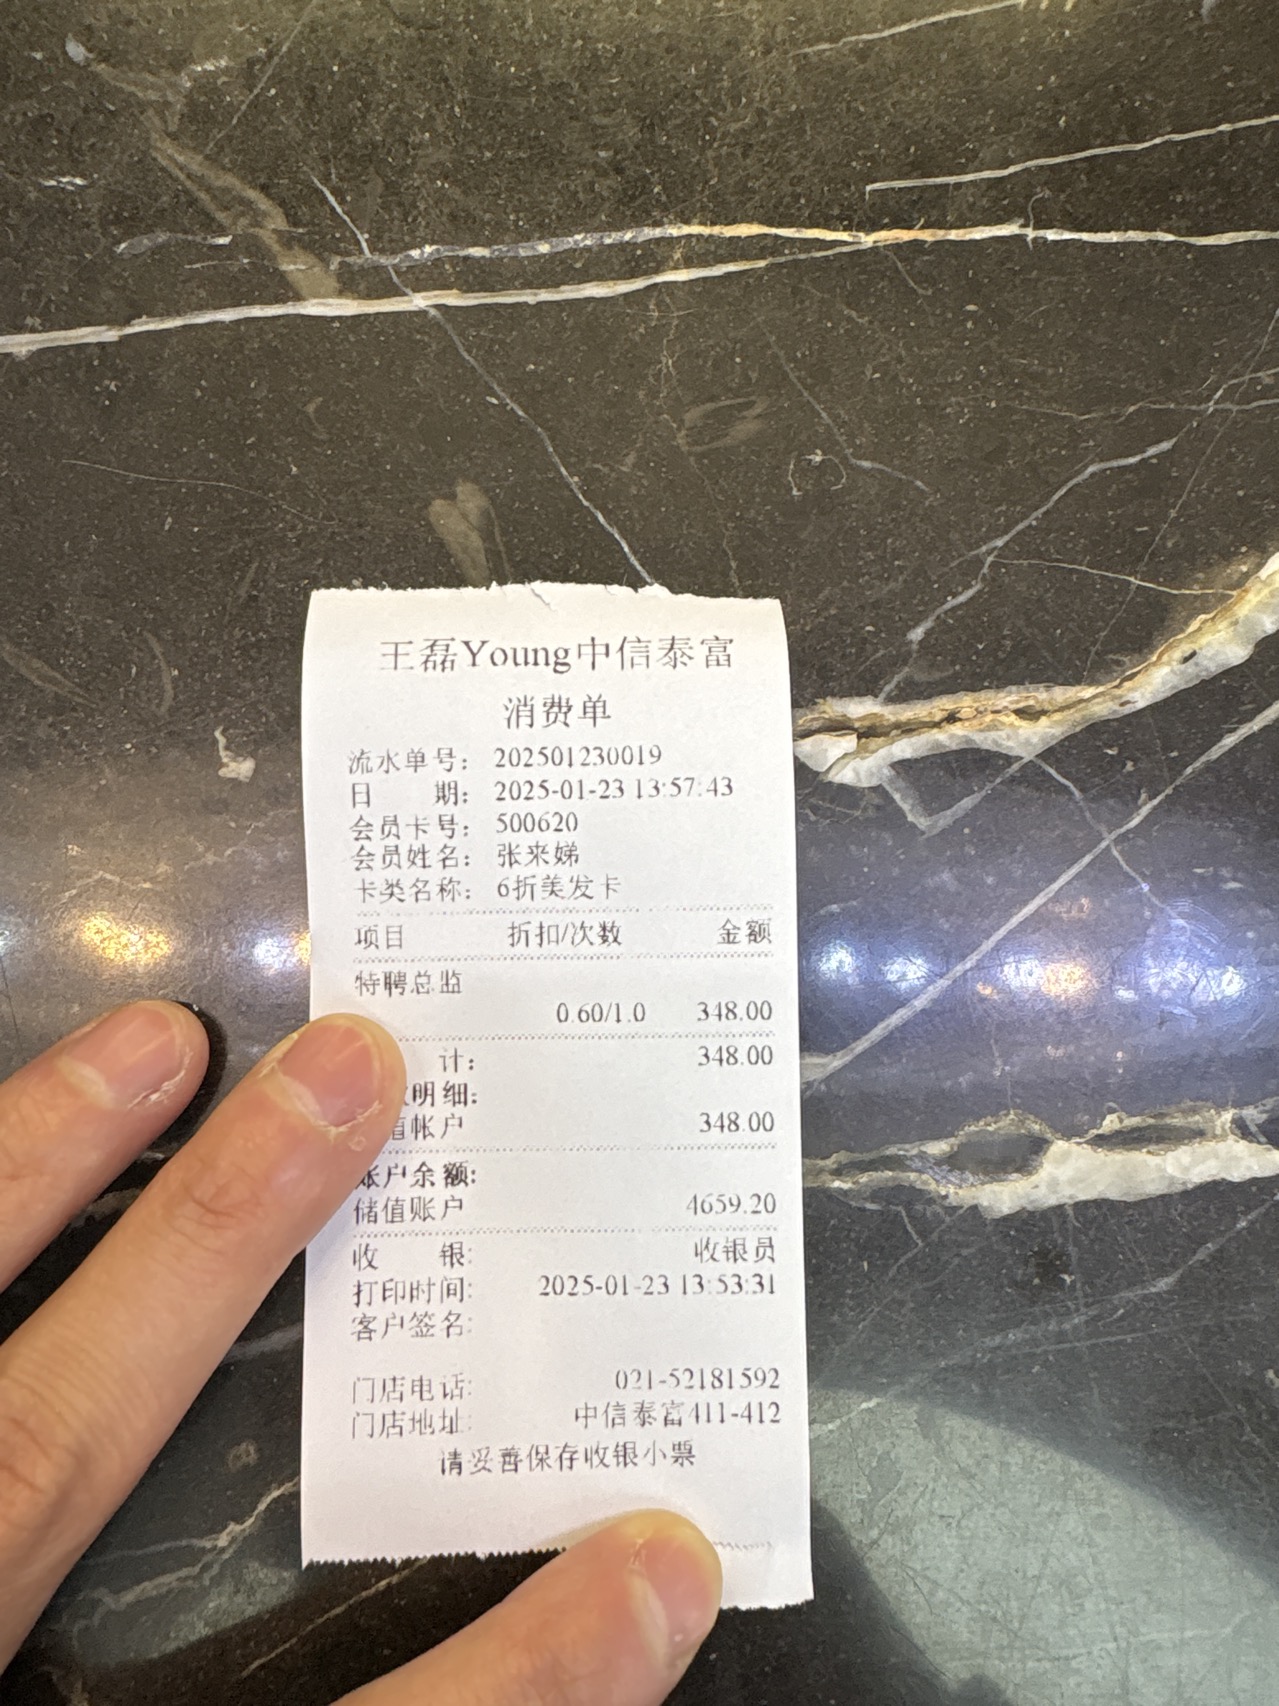 王磊Young中信泰富
消费单
流水单号： 202501230019
日 期： 2025-01-23 13:57:43
会员卡号： 500620
会员姓名： 张来娣
卡类名称： 6折美发卡
项目 折扣/次数 金额
特聘总监
0.60/1.0 348.00
计： 348.00
明细:
值帐户 348.00
账户余额:
储值账户 4659.20
收 银: 收银员
打印时间: 2025-01-23 13:53:31
客户签名:
门店电话: 021-52181592
门店地址: 中信泰富411-412
请妥善保存收银小票